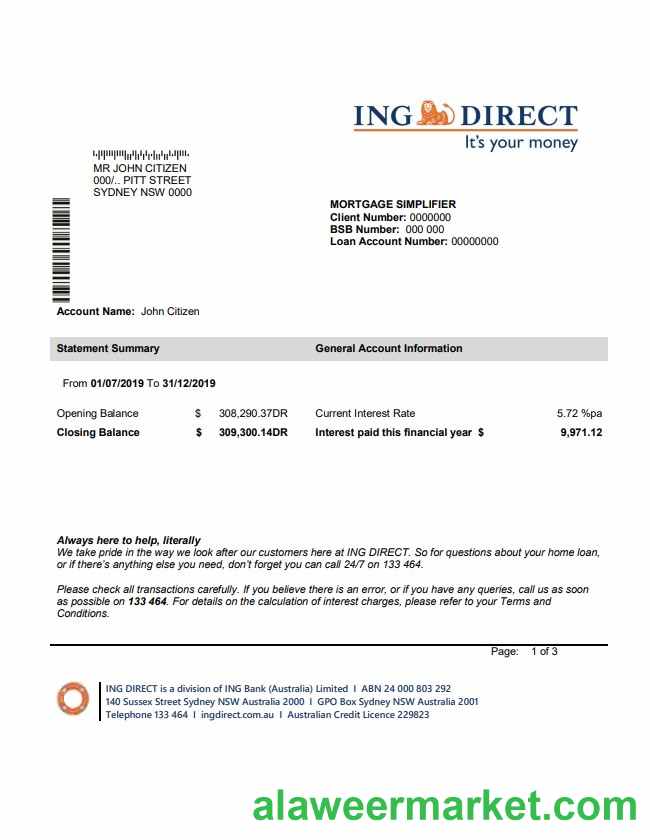 ING DIRECT
It's your money
MR JOHN CITIZEN
000/.. PITT STREET
SYDNEY NSW 0000
MORTGAGE SIMPLIFIER
Client Number: 0000000
BSB Number: 000 000
Loan Account Number: 00000000
Account Name: John Citizen
Statement Summary General Account Information
From 01/07/2019 To 31/12/2019
Opening Balance $ 308,290.37DR Current Interest Rate 5.72 %pa
Closing Balance $ 309,300.14DR Interest paid this financial year $ 9,971.12
Always here to help, literally
We take pride in the way we look after our customers here at ING DIRECT. So for questions about your home loan,
or if there's anything else you need, don't forget you can call 24/7 on 133 464.
Please check all transactions carefully. If you believe there is an error, or if you have any queries, call us as soon
as possible on 133 464. For details on the calculation of interest charges, please refer to your Terms and
Conditions.
Page: 1 of 3
ING DIRECT is a division of ING Bank (Australia) Limited I ABN 24 000 803 292
140 Sussex Street Sydney NSW Australia 2000 I GPO Box Sydney NSW Australia 2001
Telephone 133 464 I ingdirect.com.au I Australian Credit Licence 229823
alaweermarket.com